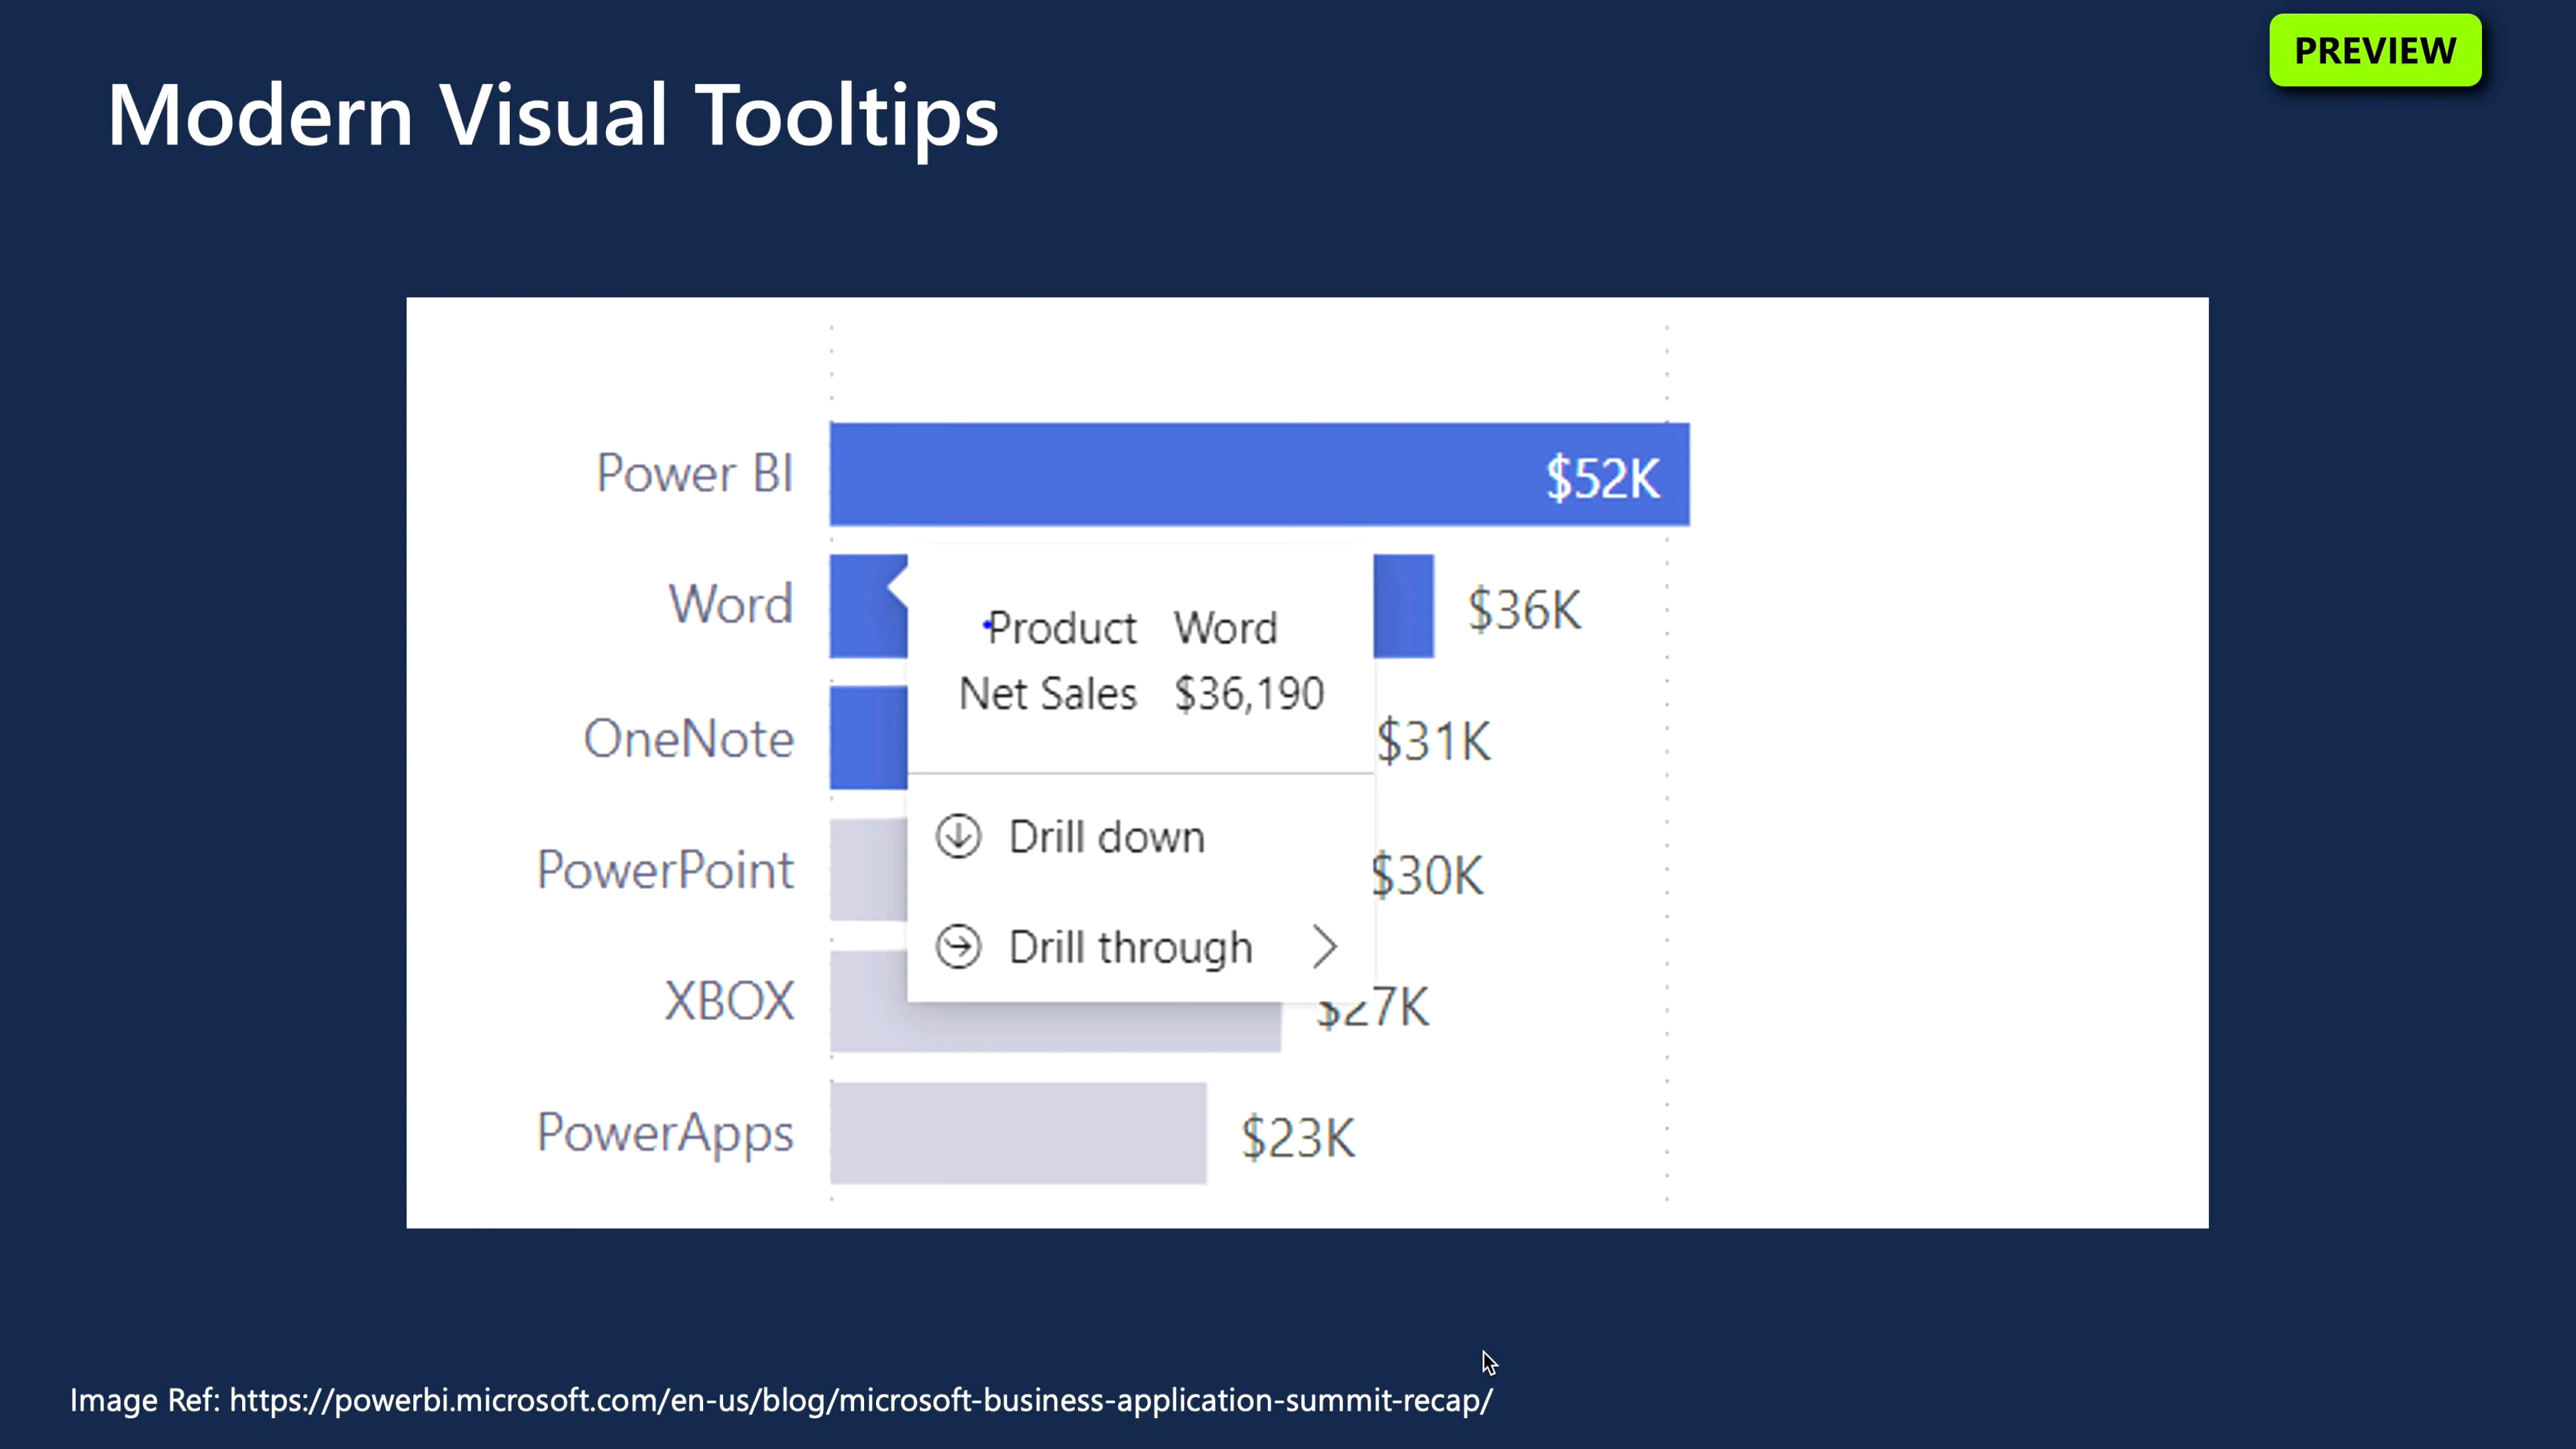 PREVIEW
Modern Visual Tooltips
Power BI $52K
Word $36K
Product Word
Net Sales $36,190
OneNote $31K
Drill down
PowerPoint $30K
Drill through
XBOX $27K
PowerApps $23K
Image Ref: https://powerbi.microsoft.com/en-us/blog/microsoft-business-application-summit-recap/